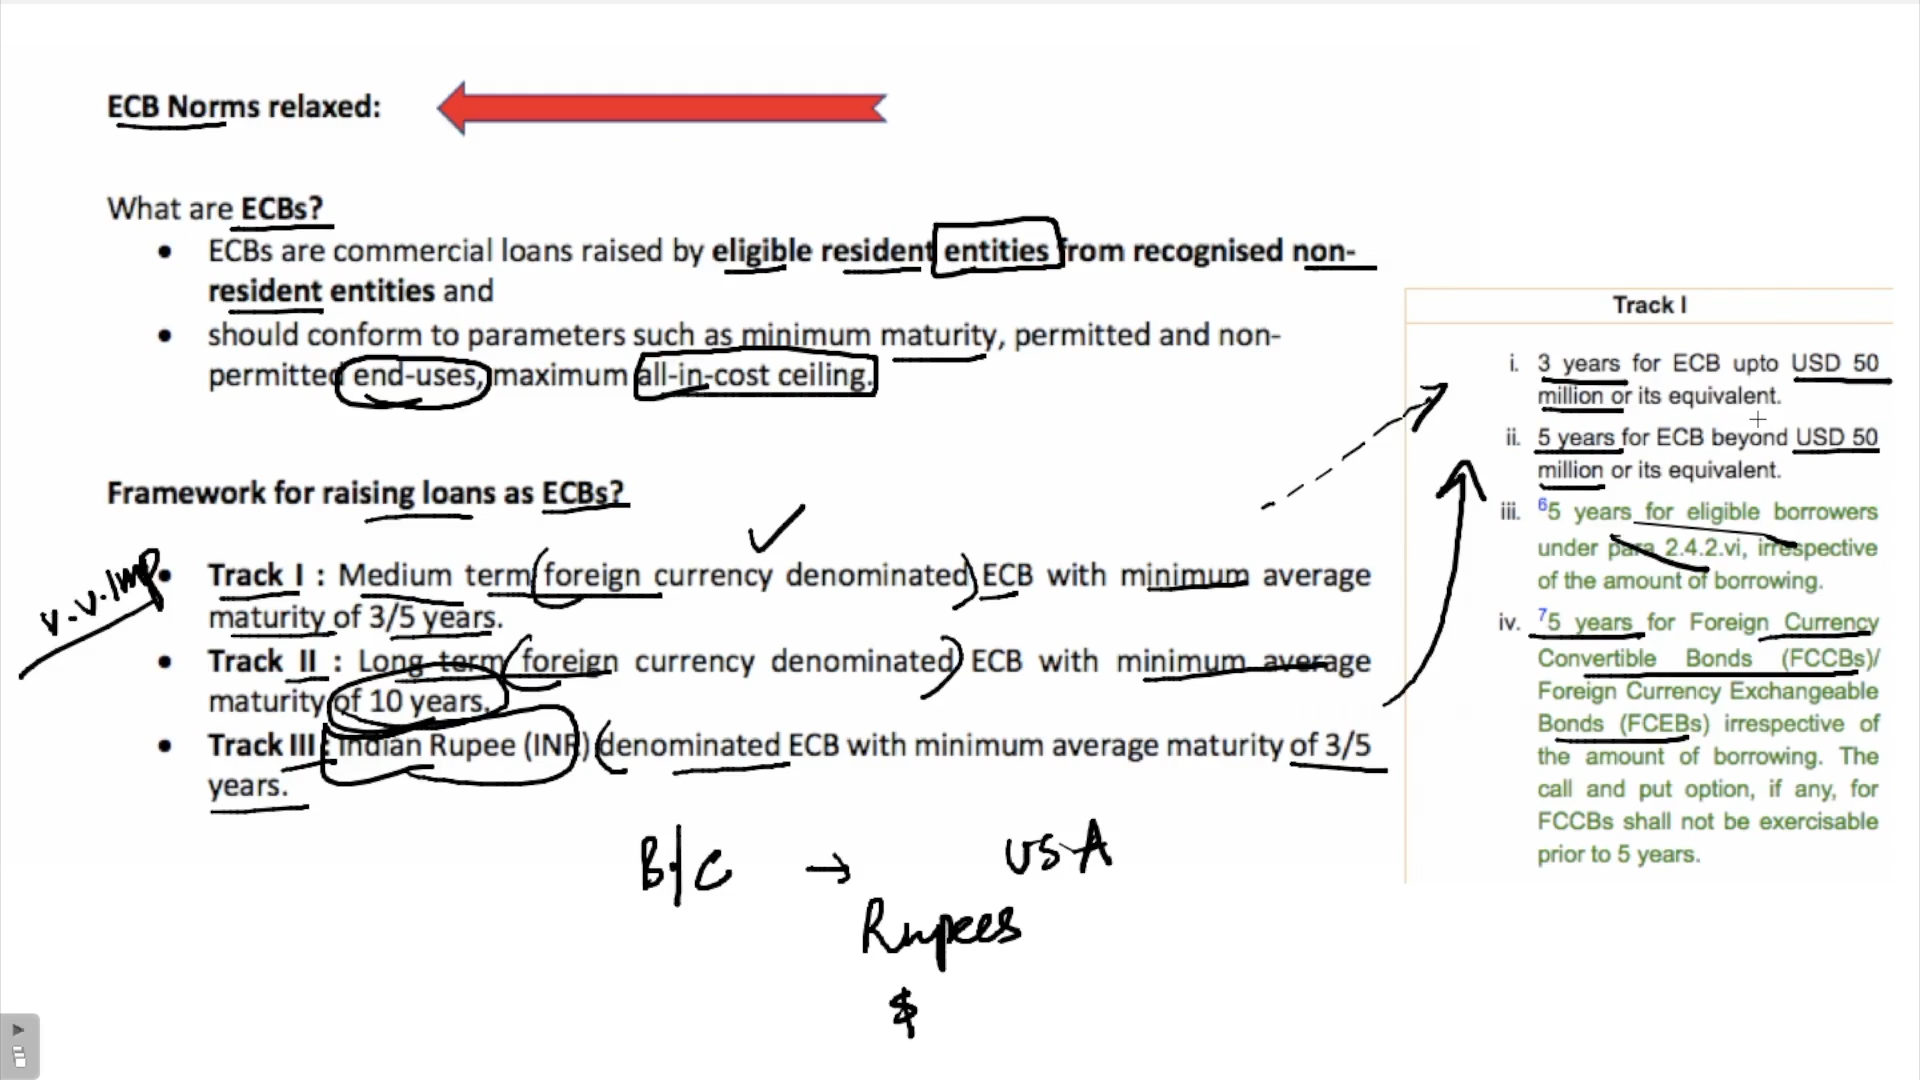 ECB Norms relaxed:
What are ECBs?
• ECBs are commercial loans raised by eligible resident entities from recognised non-
resident entities and
• should conform to parameters such as minimum maturity, permitted and non-
permitted end-uses, maximum all-in-cost ceiling.
Framework for raising loans as ECBs?
v.v.Imp
• Track I : Medium term foreign currency denominated ECB with minimum average
maturity of 3/5 years.
• Track II : Long term foreign currency denominated ECB with minimum average
maturity of 10 years.
• Track III : Indian Rupee (INR) denominated ECB with minimum average maturity of 3/5
years.
B/C → USA
Rupees
$
Track I
i. 3 years for ECB upto USD 50
million or its equivalent.
ii. 5 years for ECB beyond USD 50
million or its equivalent.
iii. 65 years for eligible borrowers
under para 2.4.2.vi, irrespective
of the amount of borrowing.
iv. 75 years for Foreign Currency
Convertible Bonds (FCCBs)/
Foreign Currency Exchangeable
Bonds (FCEBs) irrespective of
the amount of borrowing. The
call and put option, if any, for
FCCBs shall not be exercisable
prior to 5 years.